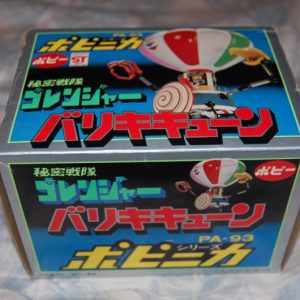 ポピニカ
ポピー
ST
秘密戦隊
ゴレンジャー
バリキキューン
秘密戦隊
ゴレンジャー
ポピー
バリキキューン
PA-93
ポピニカ
シリーズ